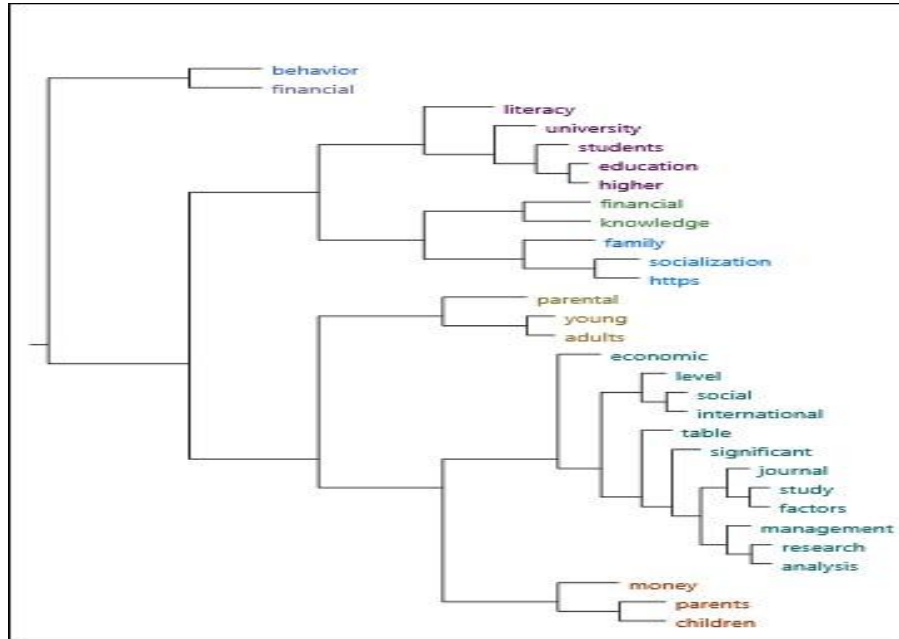 behavior
financial
literacy
university
students
education
higher
financial
knowledge
family
socialization
https
parental
young
adults
economic
level
social
international
table
significant
journal
study
factors
management
research
analysis
money
parents
children